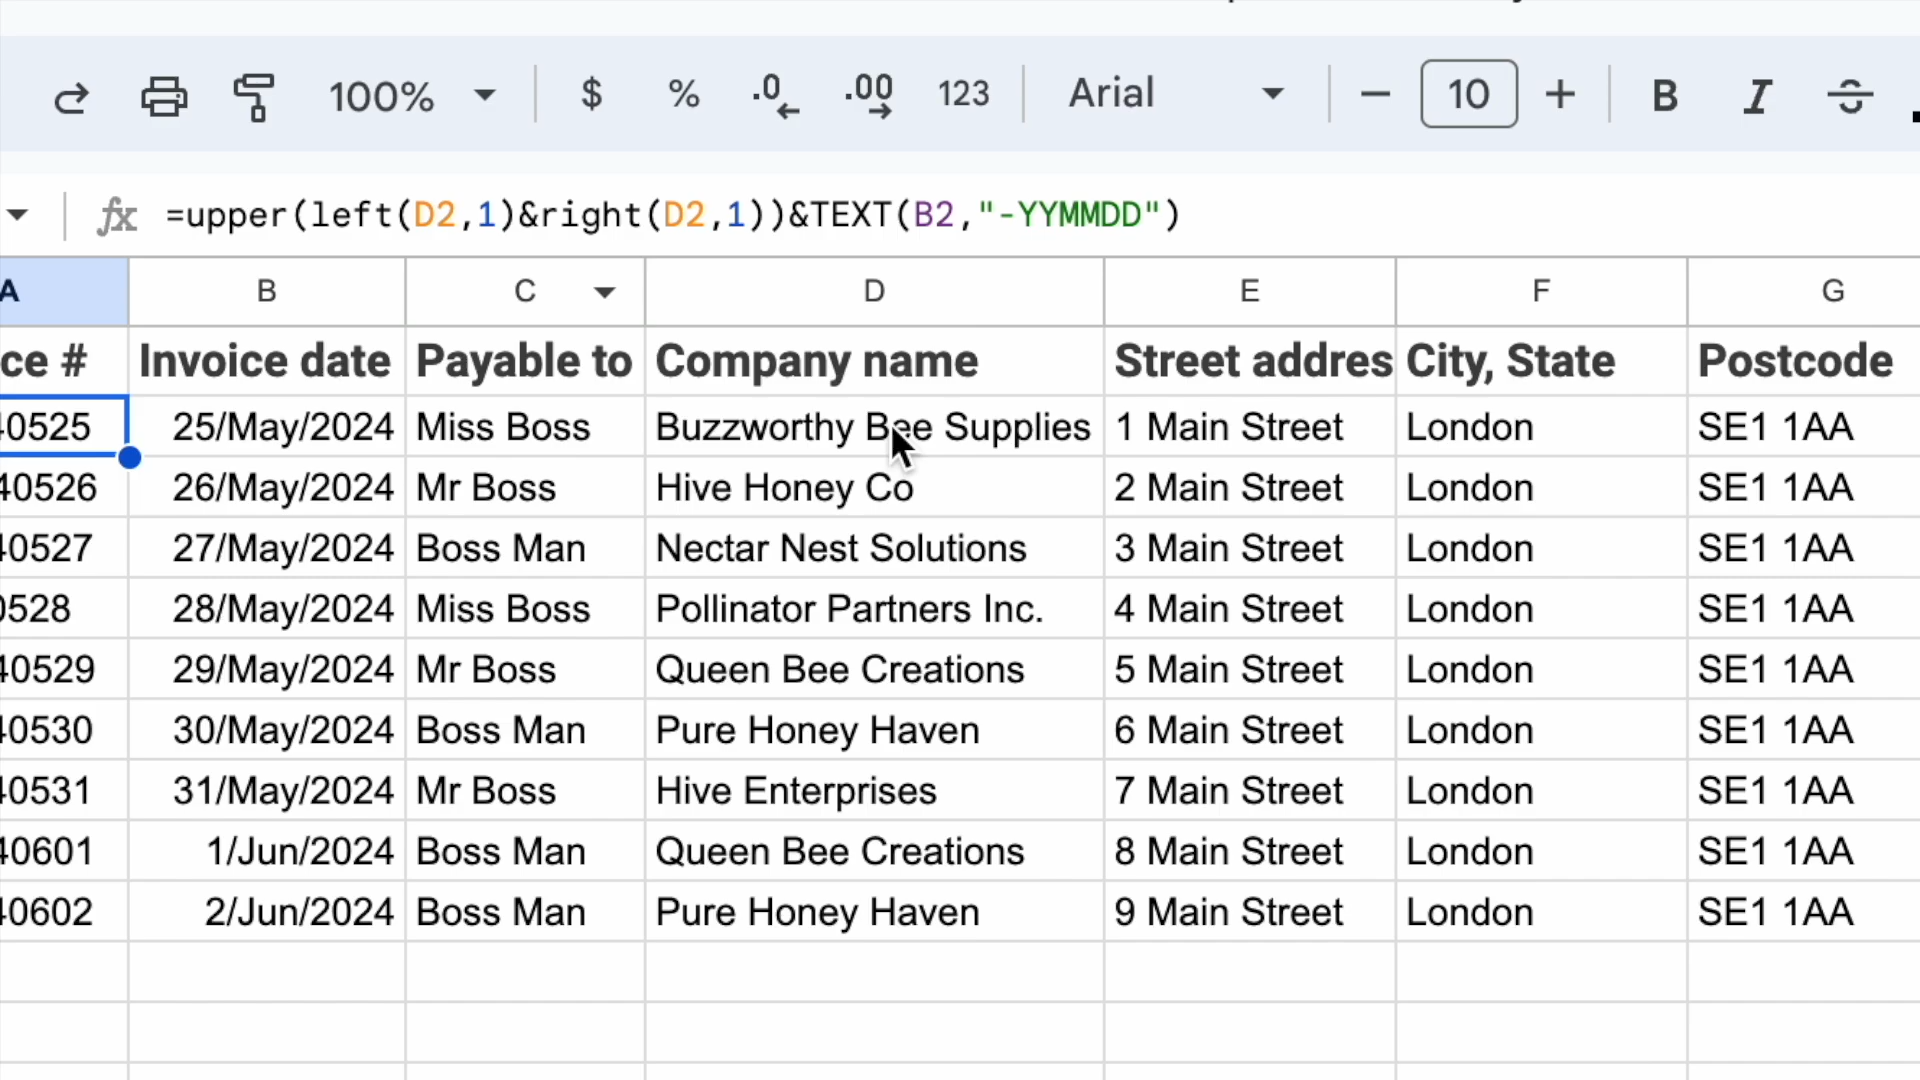 100% $ % .0 .00 123 Arial 10 B I S
fx =upper(left(D2,1)&right(D2,1))&TEXT(B2,"-YYMMDD")
A B C D E F G
ce # Invoice date Payable to Company name Street addres City, State Postcode
40525 25/May/2024 Miss Boss Buzzworthy Bee Supplies 1 Main Street London SE1 1AA
40526 26/May/2024 Mr Boss Hive Honey Co 2 Main Street London SE1 1AA
40527 27/May/2024 Boss Man Nectar Nest Solutions 3 Main Street London SE1 1AA
0528 28/May/2024 Miss Boss Pollinator Partners Inc. 4 Main Street London SE1 1AA
40529 29/May/2024 Mr Boss Queen Bee Creations 5 Main Street London SE1 1AA
40530 30/May/2024 Boss Man Pure Honey Haven 6 Main Street London SE1 1AA
40531 31/May/2024 Mr Boss Hive Enterprises 7 Main Street London SE1 1AA
40601 1/Jun/2024 Boss Man Queen Bee Creations 8 Main Street London SE1 1AA
40602 2/Jun/2024 Boss Man Pure Honey Haven 9 Main Street London SE1 1AA